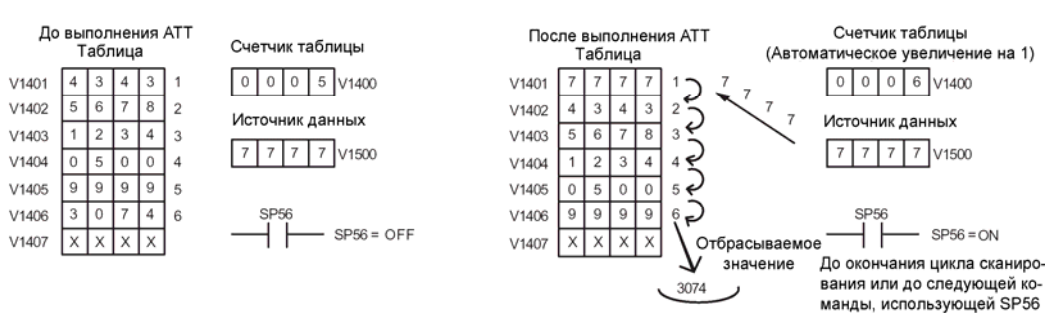 До выполнения АТТ
Таблица
V1401 4 3 4 3 1
V1402 5 6 7 8 2
V1403 1 2 3 4 3
V1404 0 5 0 0 4
V1405 9 9 9 9 5
V1406 3 0 7 4 6
V1407 X X X X
Счетчик таблицы
0 0 0 5 V1400
Источник данных
7 7 7 7 V1500
SP56
SP56 = OFF
После выполнения АТТ
Таблица
V1401 7 7 7 7 1
V1402 4 3 4 3 2
V1403 5 6 7 8 3
V1404 1 2 3 4 4
V1405 0 5 0 0 5
V1406 9 9 9 9 6
V1407 X X X X
7
7
7
7
Отбрасываемое
значение
3074
Счетчик таблицы
(Автоматическое увеличение на 1)
0 0 0 6 V1400
Источник данных
7 7 7 7 V1500
SP56
SP56 = ON
До окончания цикла сканиро-
вания или до следующей ко-
манды, использующей SP56